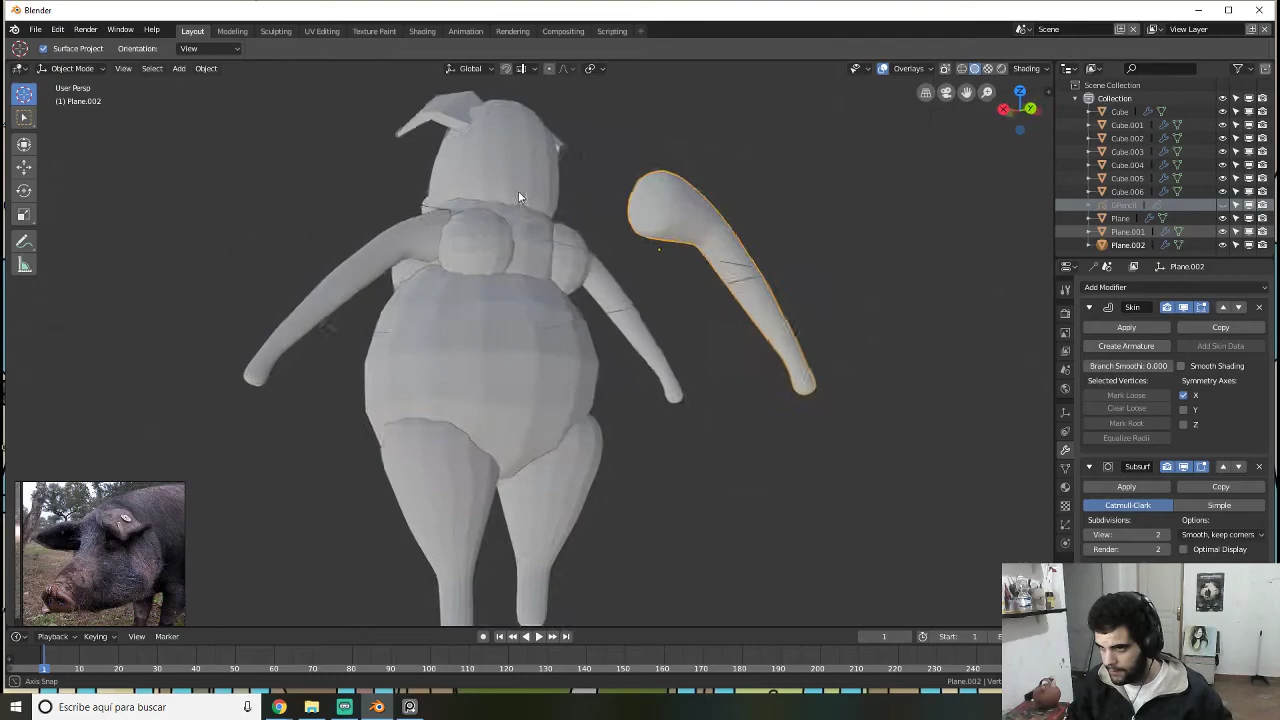 Blender
File Edit Window Render Help
Layout Modeling Sculpting UV Editing Texture Paint Shading Animation Rendering Compositing Scripting
Scene
View Layer
Surface Project Orientation: View
Object Mode View Select Add Object
Global
Overlays
Shading
User Persp
(1) Plane.002
Scene Collection
Collection
Cube
Cube.001
Cube.002
Cube.003
Cube.004
Cube.005
Cube.006
GPencil
Plane
Plane.001
Plane.002
Plane.002
Add Modifier
Skin
Apply Copy
Create Armature Add Skin Data
Branch Smoothi: 0.000 Smooth Shading
Selected Vertices: Symmetry Axes:
Mark Loose X
Clear Loose Y
Mark Root Z
Equalize Radii
Subsurf
Apply Copy
Catmull-Clark Simple
Subdivisions: Options:
View: 2 Smooth, keep corners
Render: 2 Optimal Display
X Y Z
Playback Keying View Marker
1 Start: 1
1 10 20 30 40 50 60 70 80 90 100 110 120 130 140 150 160 170 180 190 200 210 220 230 240
Axis Snap
Plane.002 | Vert
Escribe aquí para buscar